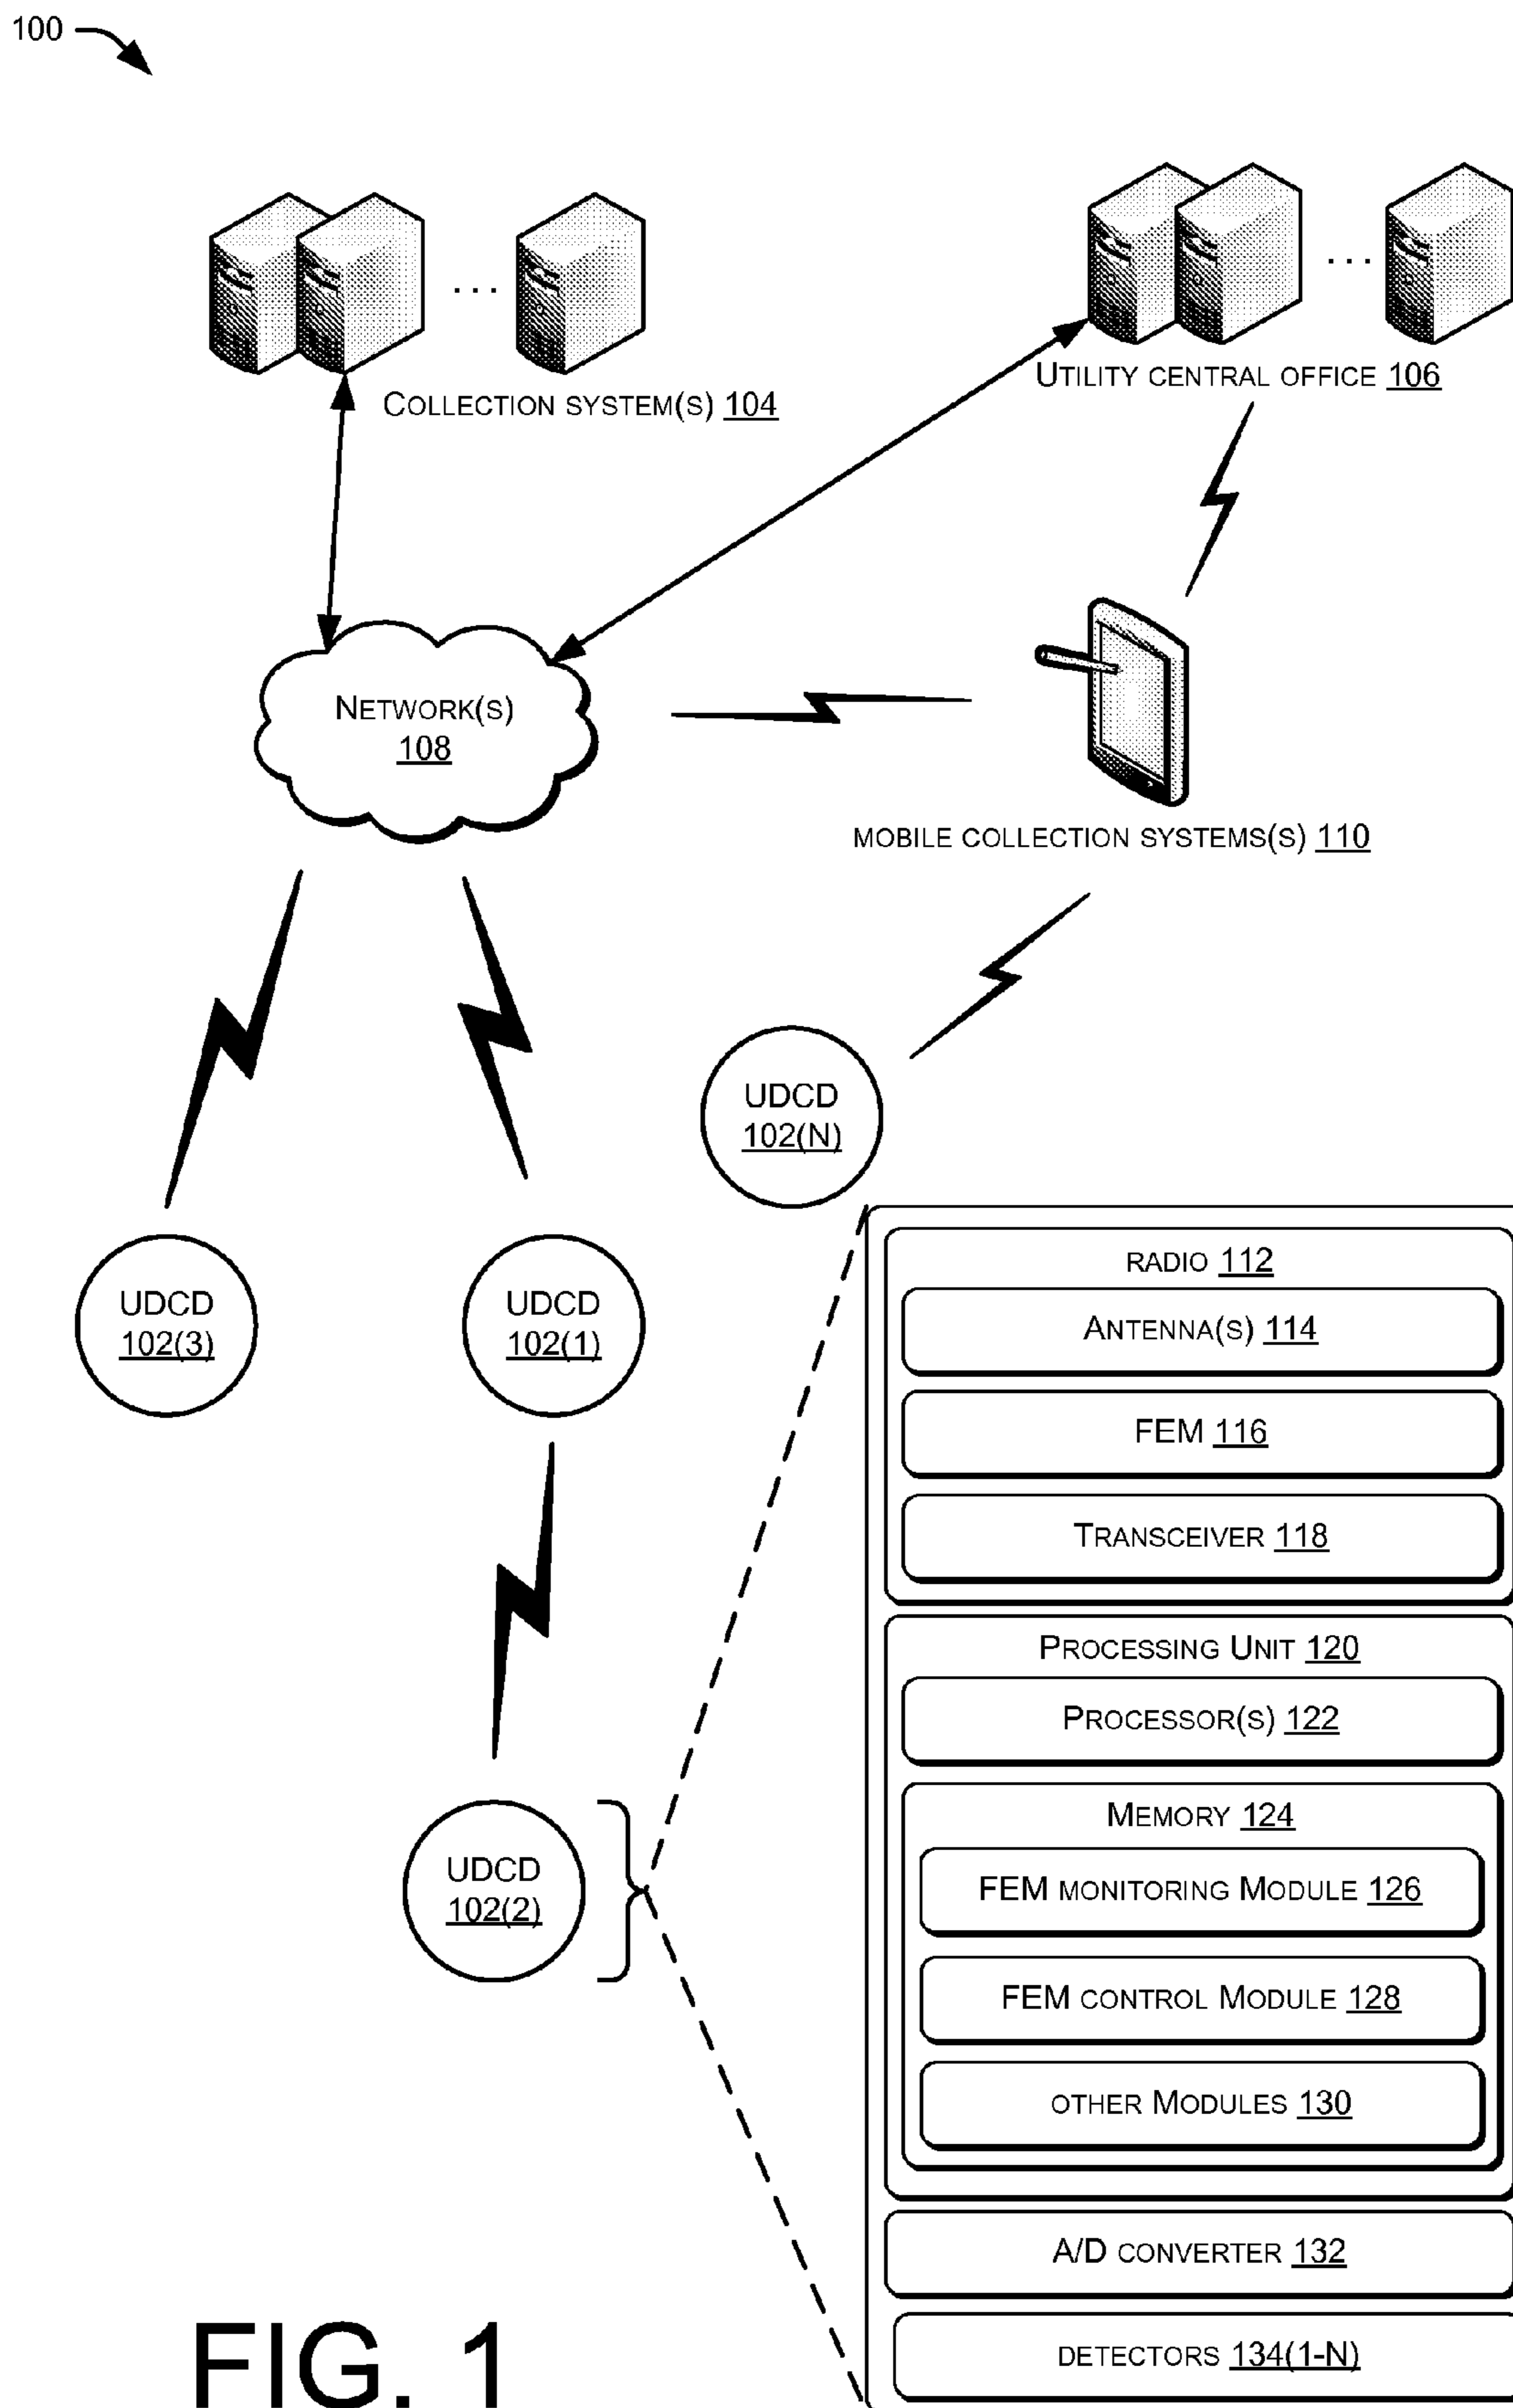 100
...
...
UTILITY CENTRAL OFFICE 106
COLLECTION SYSTEM(S) 104
NETWORK(S)
108
MOBILE COLLECTION SYSTEMS(S) 110
UDCD
102(N)
UDCD
102(3)
UDCD
102(1)
UDCD
102(2)
RADIO 112
ANTENNA(S) 114
FEM 116
TRANSCEIVER 118
PROCESSING UNIT 120
PROCESSOR(S) 122
MEMORY 124
FEM MONITORING MODULE 126
FEM CONTROL MODULE 128
OTHER MODULES 130
A/D CONVERTER 132
DETECTORS 134(1-N)
FIG. 1